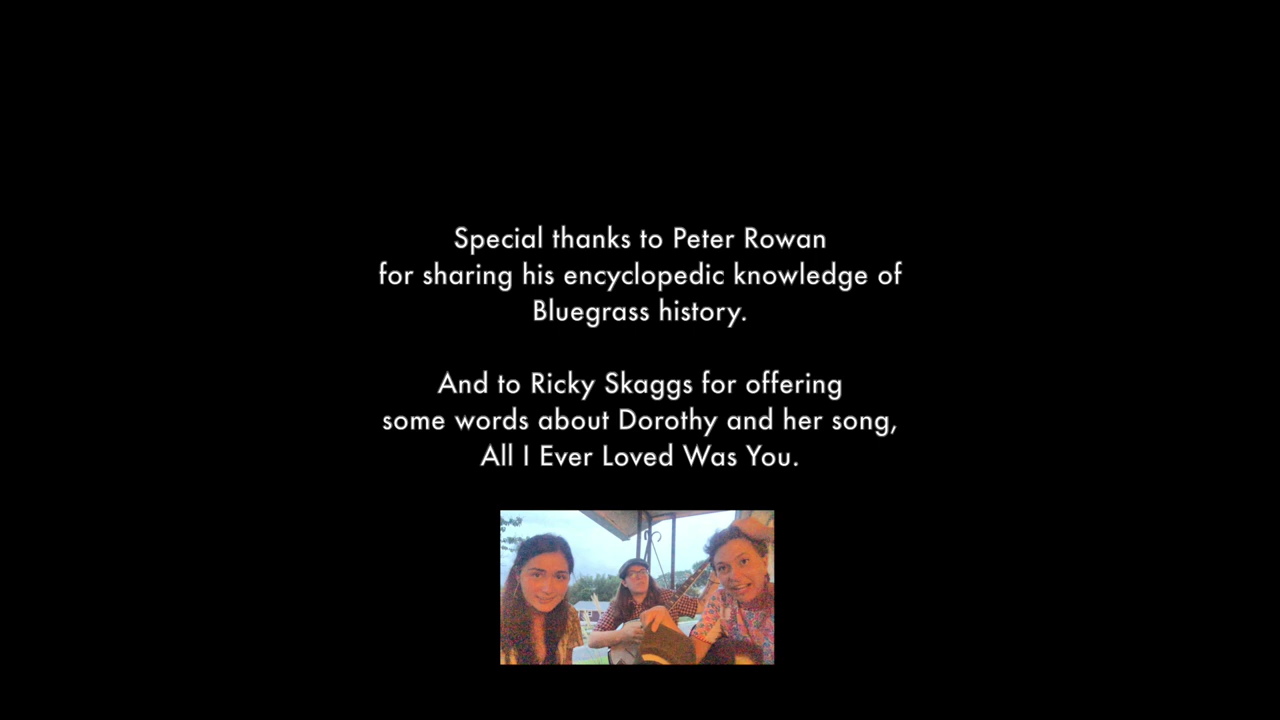 Special thanks to Peter Rowan
for sharing his encyclopedic knowledge of
Bluegrass history.
And to Ricky Skaggs for offering
some words about Dorothy and her song,
All I Ever Loved Was You.